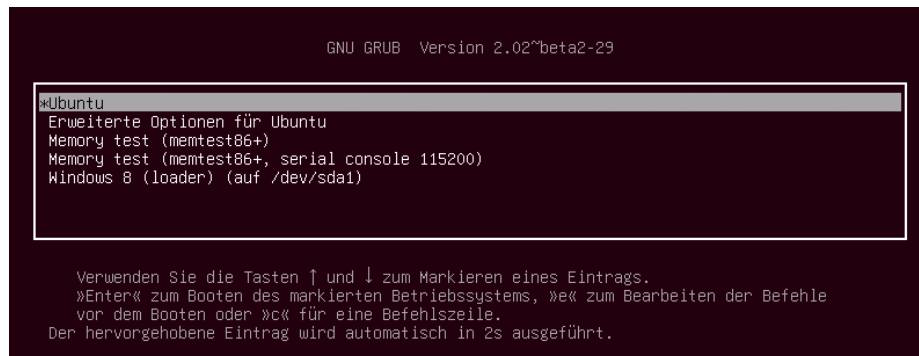 GNU GRUB  Version 2.02~beta2-29
*Ubuntu
Erweiterte Optionen für Ubuntu
Memory test (memtest86+)
Memory test (memtest86+, serial console 115200)
Windows 8 (loader) (auf /dev/sda1)
Verwenden Sie die Tasten ↑ und ↓ zum Markieren eines Eintrags.
»Enter« zum Booten des markierten Betriebssystems, »e« zum Bearbeiten der Befehle
vor dem Booten oder »c« für eine Befehlszeile.
Der hervorgehobene Eintrag wird automatisch in 2s ausgeführt.